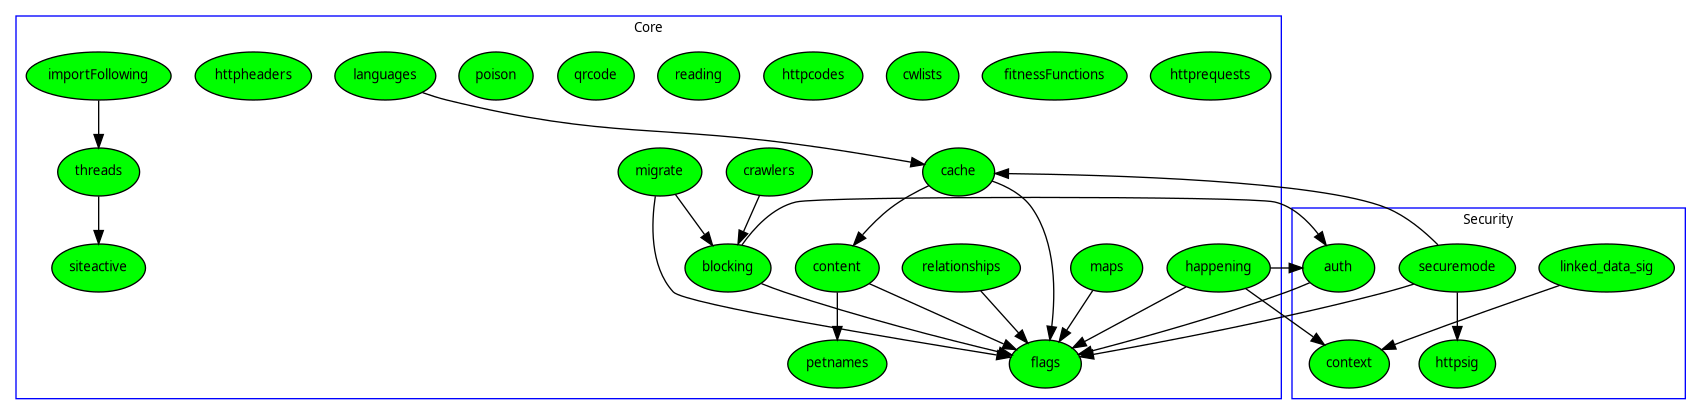 Core
importFollowing
httpheaders
languages
poison
qrcode
reading
httpcodes
cwlists
fitnessFunctions
httprequests
threads
migrate
crawlers
cache
Security
siteactive
blocking
content
relationships
maps
happening
auth
securemode
linked_data_sig
petnames
flags
context
httpsig